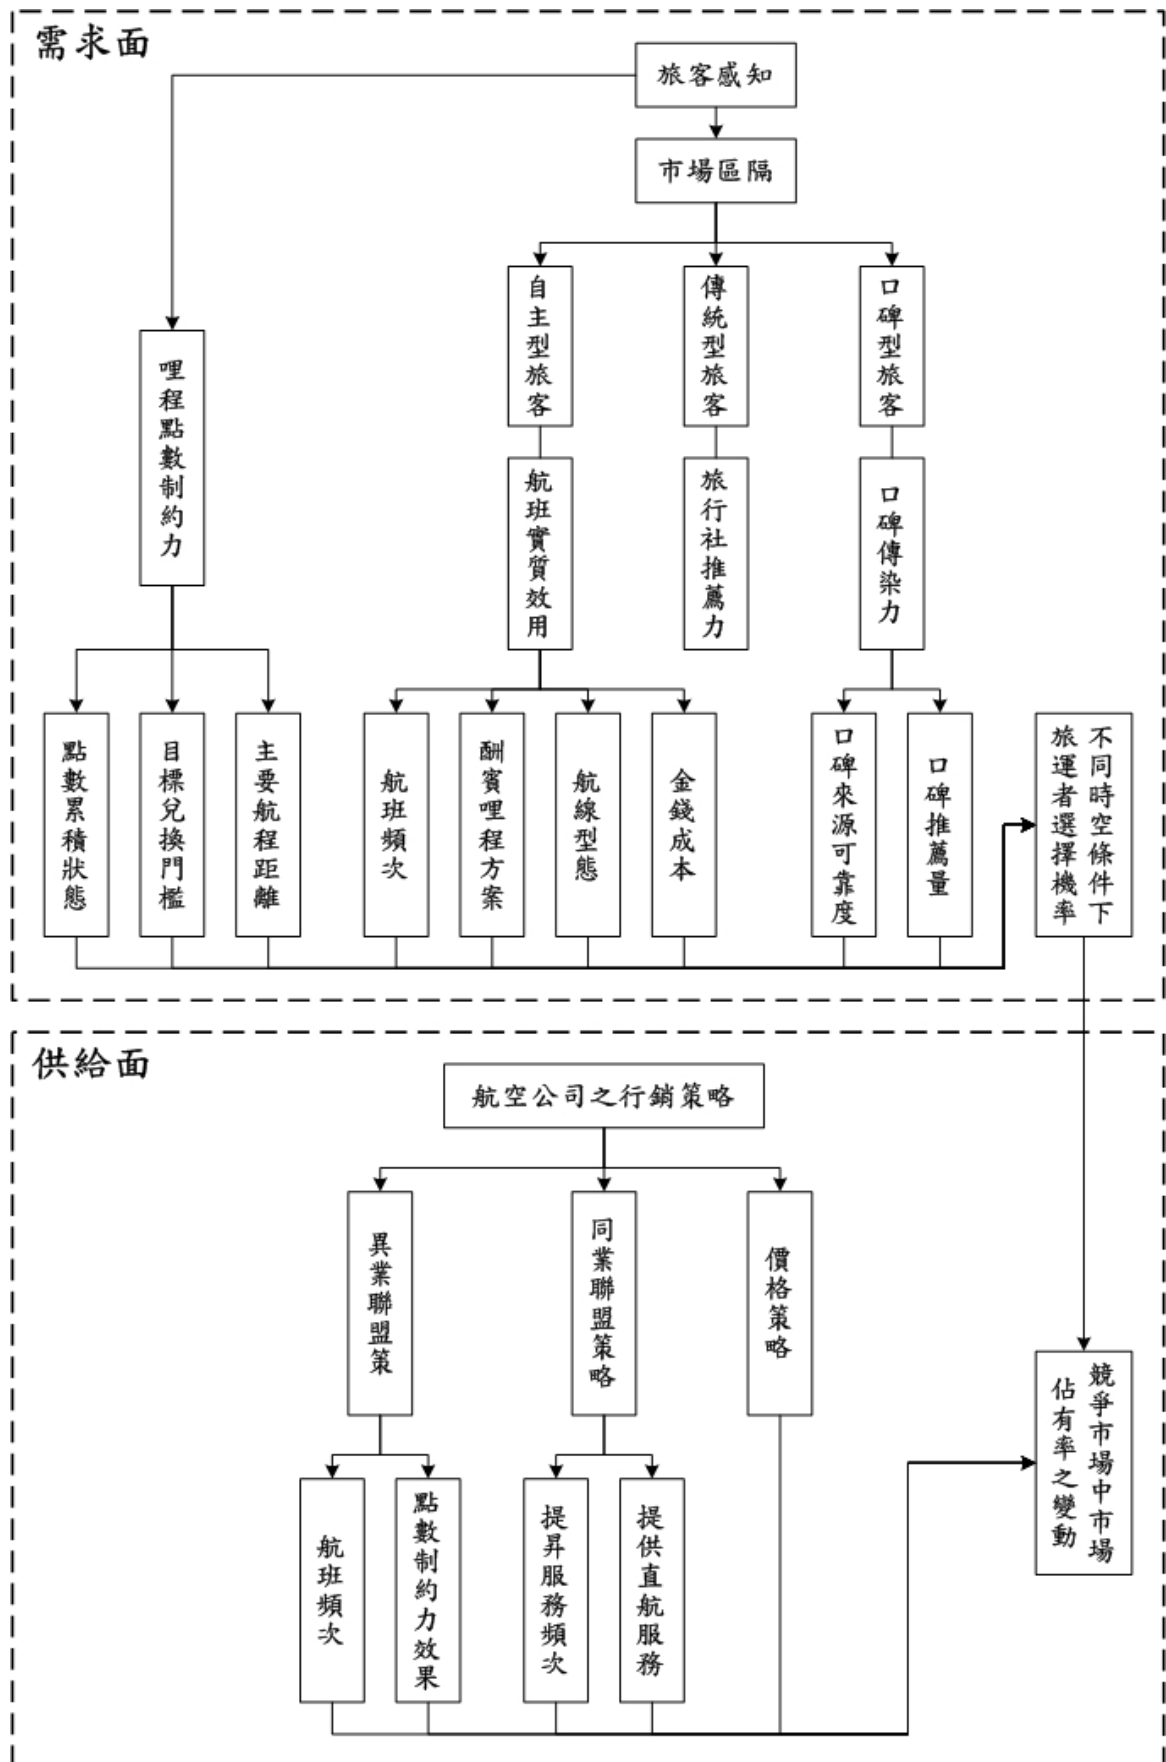 需求面
旅客感知
市場區隔
自主型旅客
傳統型旅客
口碑型旅客
哩程點數制約力
航班實質效用
旅行社推薦力
口碑傳染力
點數累積狀態
目標兌換門檻
主要航程距離
航班頻次
酬賓哩程方案
航線型態
金錢成本
口碑來源可靠度
口碑推薦量
不同時空條件下
旅運者選擇機率
供給面
航空公司之行銷策略
異業聯盟策
同業聯盟策略
價格策略
競爭市場中市場
佔有率之變動
航班頻次
點數制約力效果
提昇服務頻次
提供直航服務